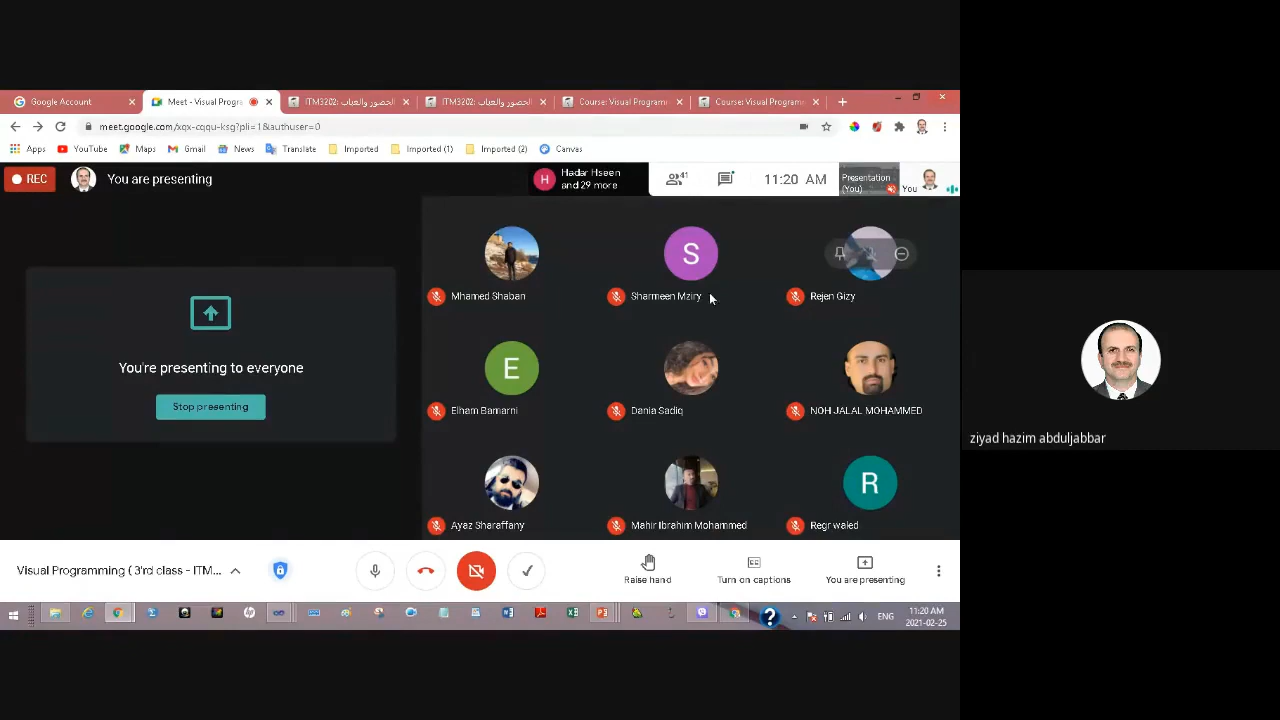 Google Account
Meet - Visual Progra
ITM3202: الحضور والغياب
ITM3202: الحضور والغياب
Course: Visual Programm
Course: Visual Programm
meet.google.com/xqx-cqqu-ksg?pli=1&authuser=0
Apps
YouTube
Maps
Gmail
News
Translate
Imported
Imported (1)
Imported (2)
Canvas
REC
You are presenting
H
Hadar Hseen
and 29 more
41
11:20 AM
Presentation
(You)
You
S
Mhamed Shaban
Sharmeen Mziry
Rejen Gizy
You're presenting to everyone
Stop presenting
E
Elham Bamarni
Dania Sadiq
NOH JALAL MOHAMMED
R
Ayaz Sharaffany
Mahir Ibrahim Mohammed
Regr waled
ziyad hazim abduljabbar
Visual Programming ( 3'rd class - ITM...
Raise hand
Turn on captions
You are presenting
ENG
11:20 AM
2021-02-25